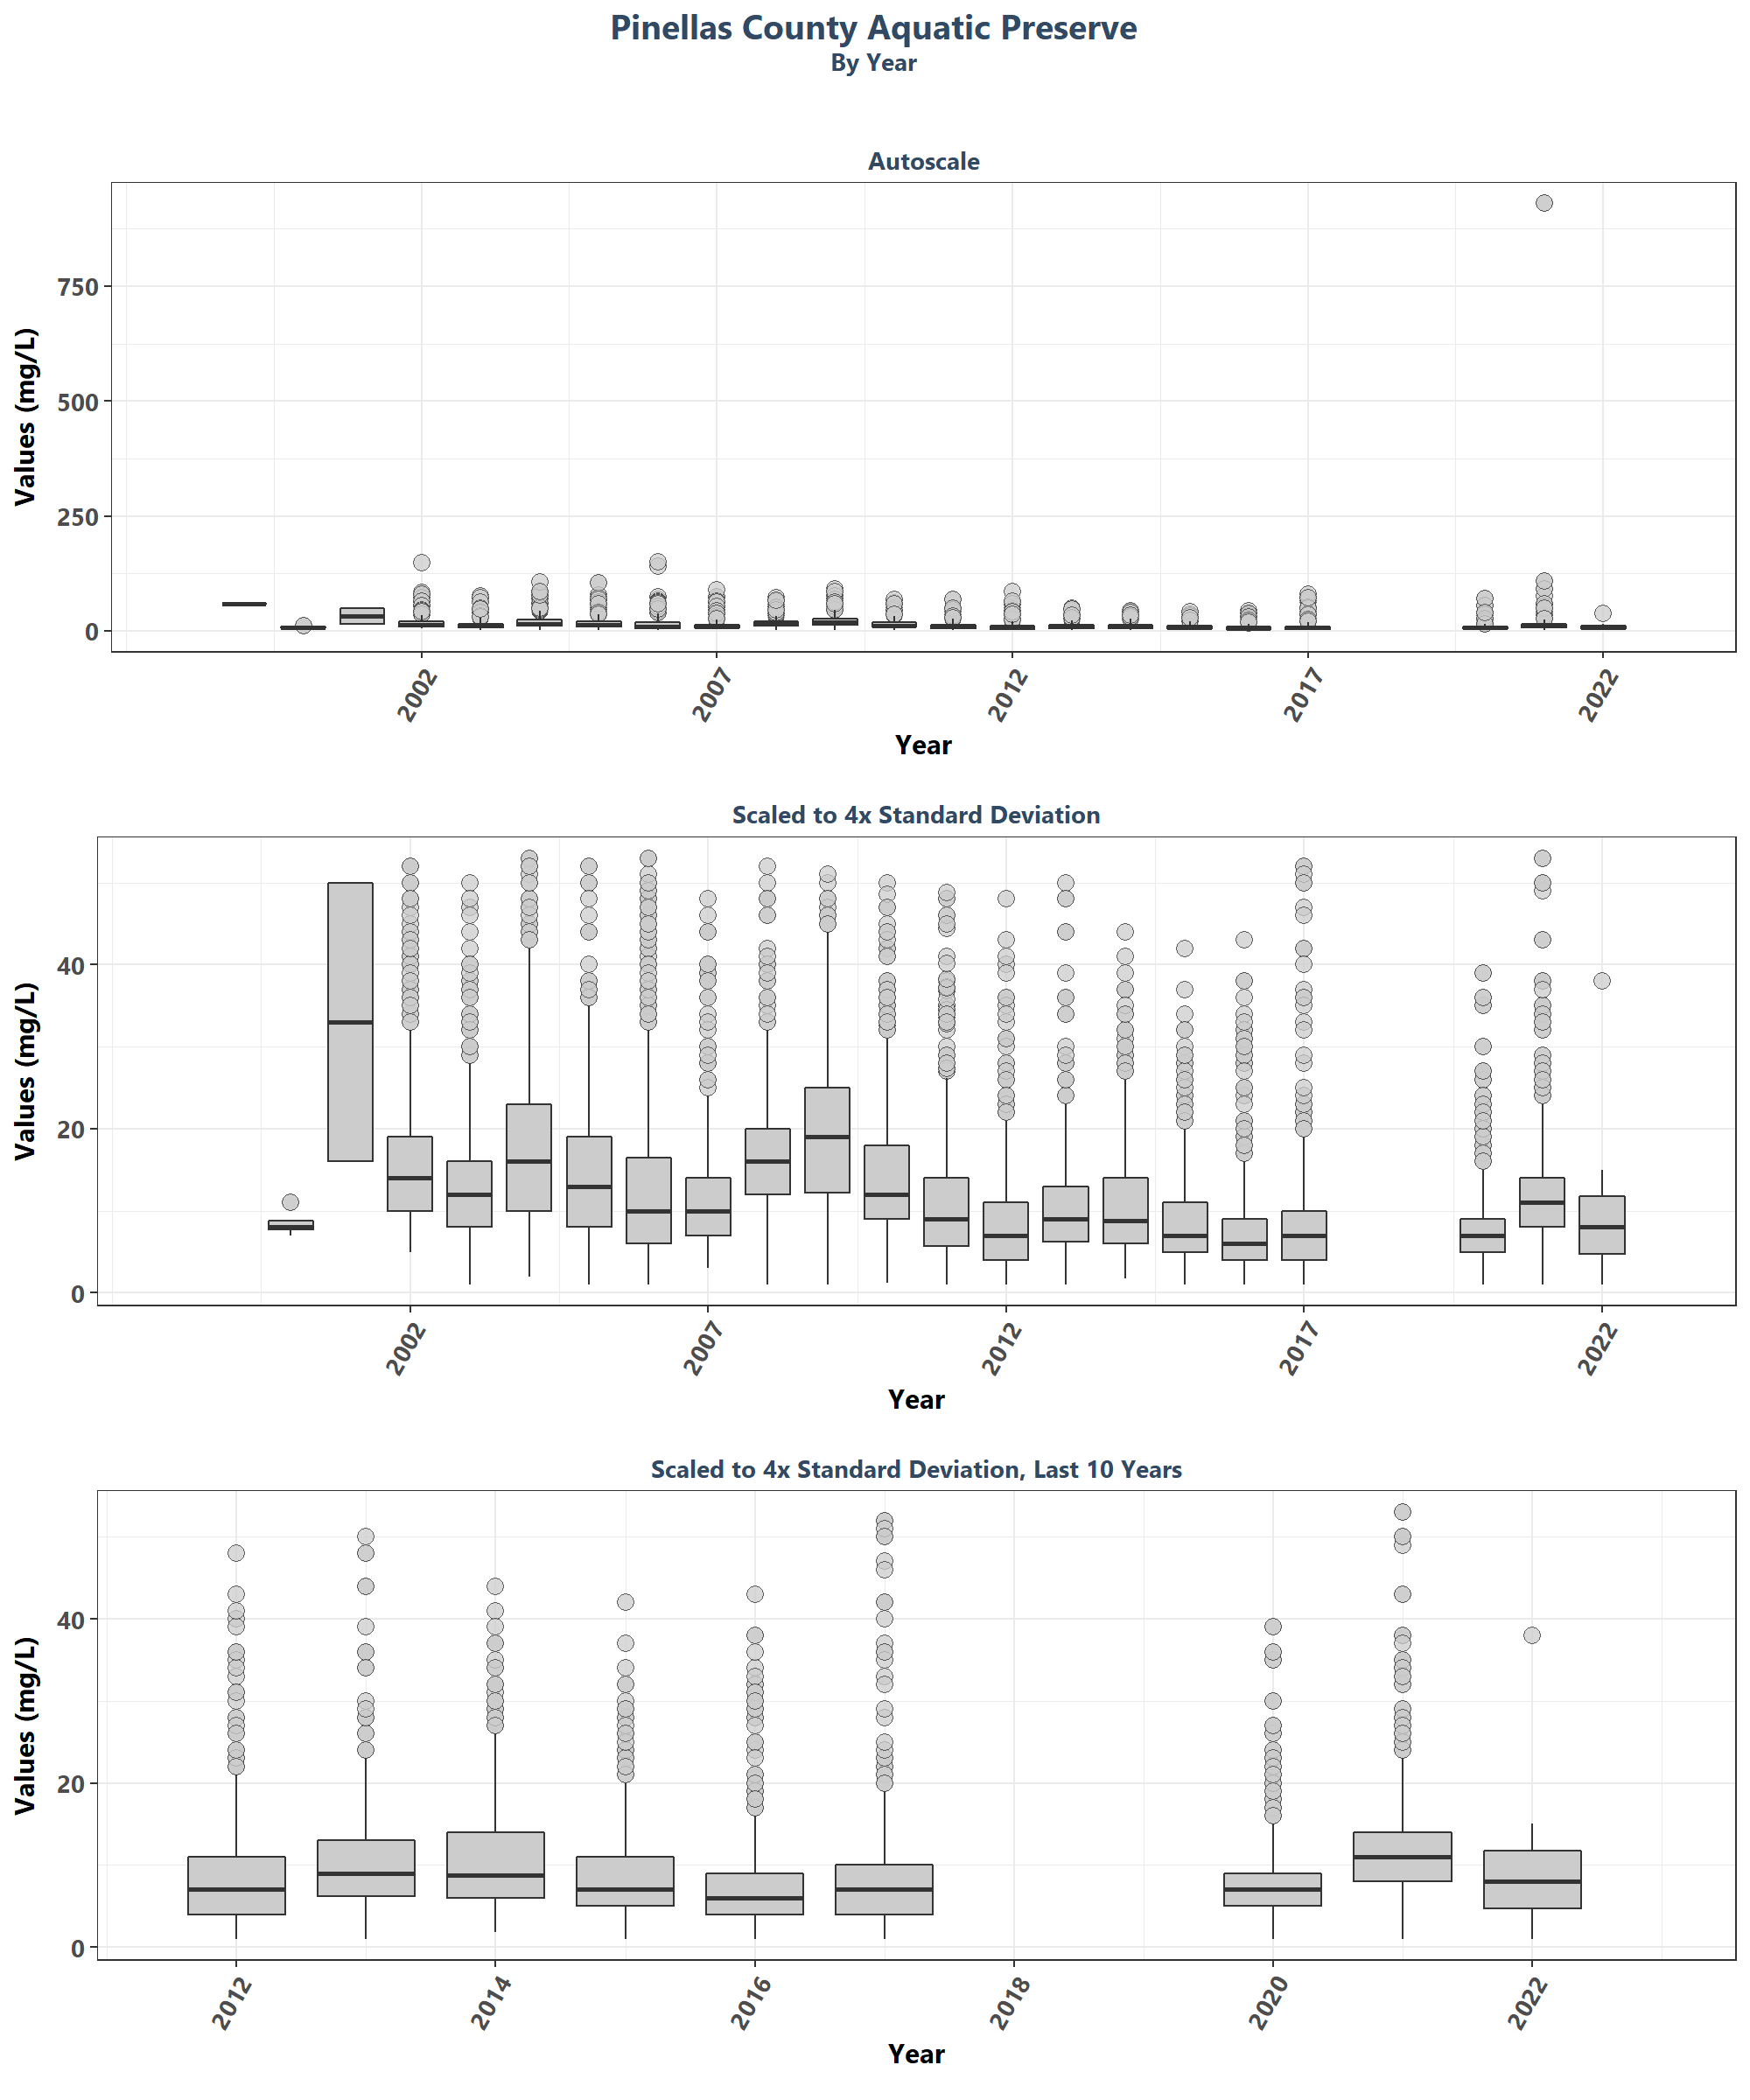 Pinellas County Aquatic Preserve
By Year
Autoscale
Values (mg/L)
750
500
250
0
2002
2007
2012
2017
2022
Year
Scaled to 4x Standard Deviation
Values (mg/L)
40
20
0
2002
2007
2012
2017
2022
Year
Scaled to 4x Standard Deviation, Last 10 Years
Values (mg/L)
40
20
0
2012
2014
2016
2018
2020
2022
Year